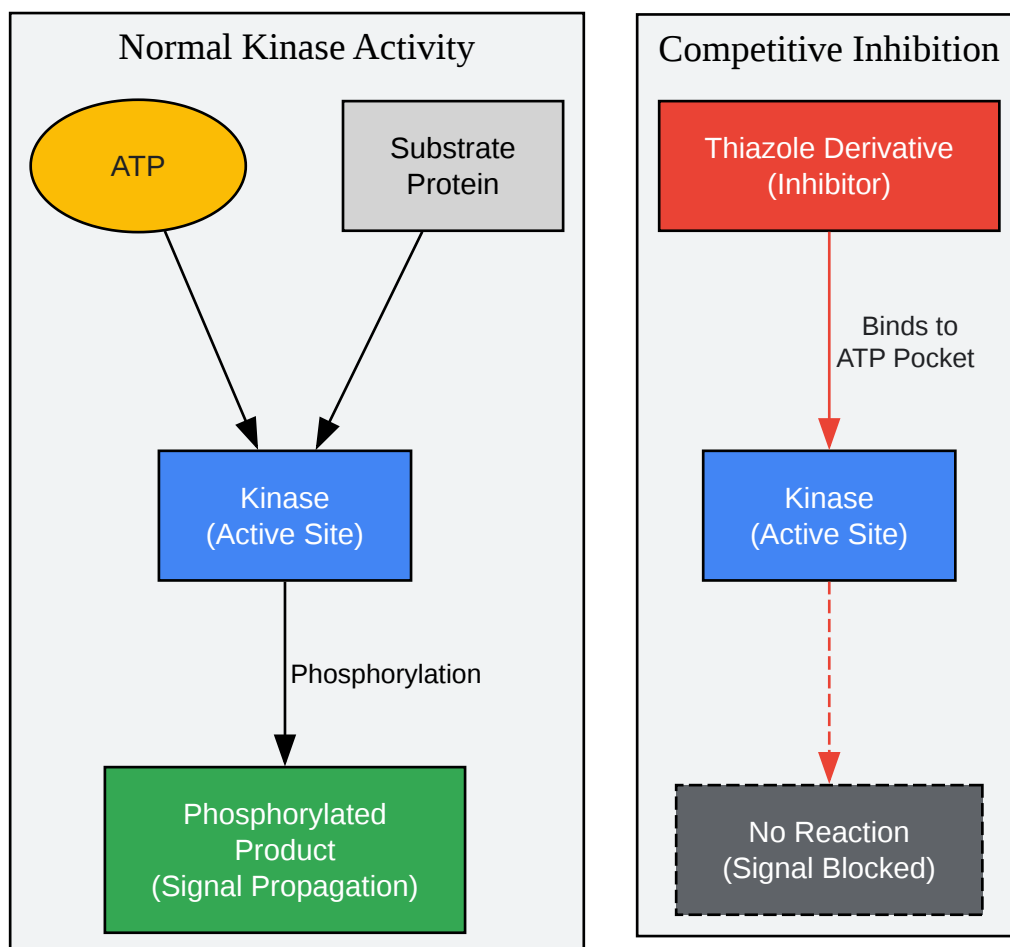 Normal Kinase Activity
ATP
Substrate
Protein
Kinase
(Active Site)
Phosphorylation
Phosphorylated
Product
(Signal Propagation)
Competitive Inhibition
Thiazole Derivative
(Inhibitor)
Binds to
ATP Pocket
Kinase
(Active Site)
No Reaction
(Signal Blocked)